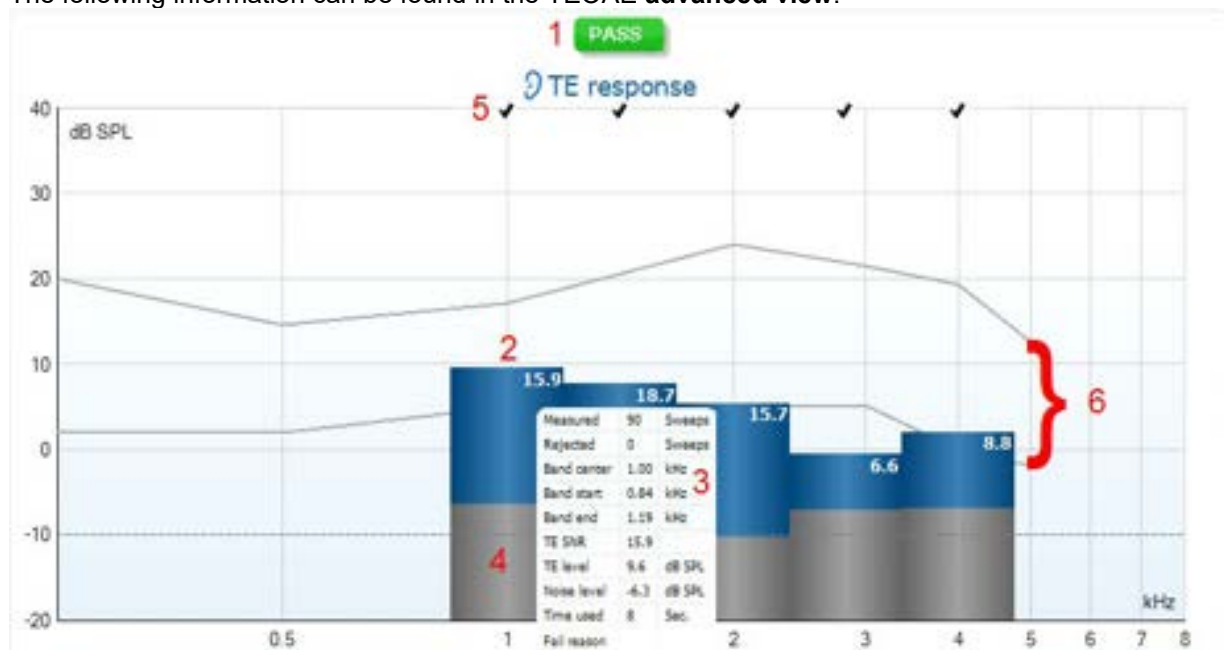 The following information can be found in the TEOAE advanced view:
1 PASS
TE response
40 5
dB SPL
30
20
10 2
15.9 18.7 15.7 6.6 8.8
6
Measured 90 Sweeps
Rejected 0 Sweeps
Band center 1.00 kHz
3
Band start 0.84 kHz
Band end 1.19 kHz
TE SNR 15.9
TE level 9.6 dB SPL
Noise level -6.3 dB SPL
Time used 8 Sec.
Fail reason
0
-10
4
-20
kHz
0.5 1 2 3 4 5 6 7 8